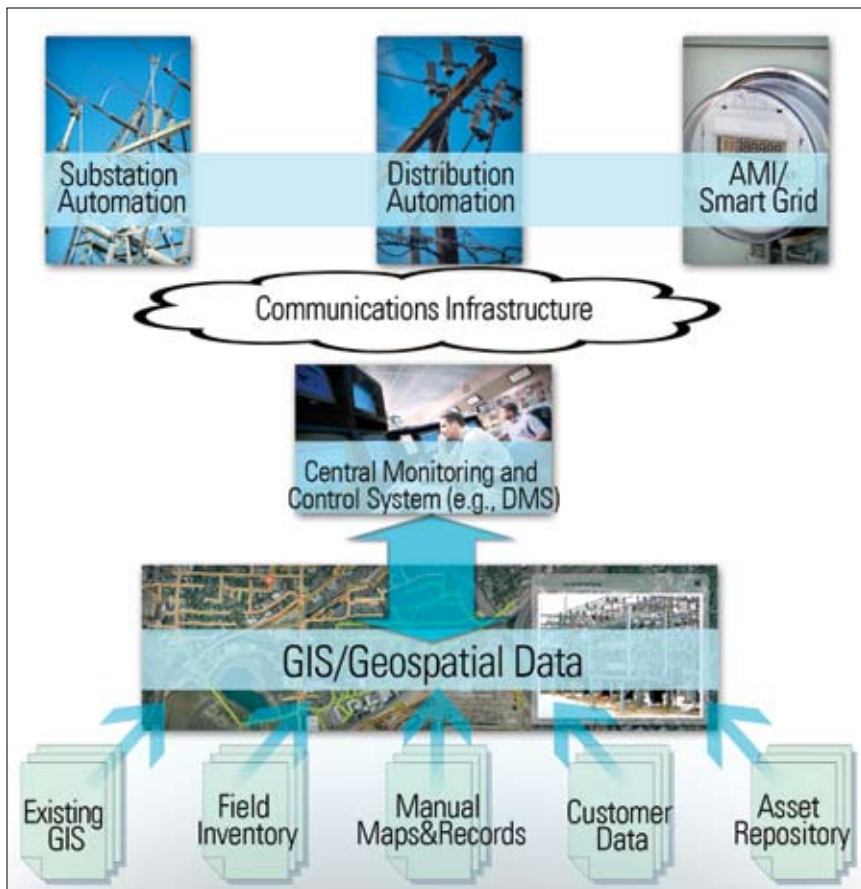 Substation
Automation
Distribution
Automation
AMI/
Smart Grid
Communications Infrastructure
Central Monitoring and
Control System (e.g., DMS)
GIS/Geospatial Data
Existing
GIS
Field
Inventory
Manual
Maps&Records
Customer
Data
Asset
Repository